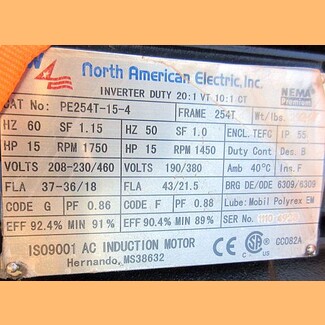 North American Electric, Inc.
INVERTER DUTY 20:1 VT 10:1 CT
CAT No: PE254T-15-4 FRAME 254T Wt/lbs. NEMA Premium
HZ 60 SF 1.15 HZ 50 SF 1.0 ENCL.TEFC IP 55
HP 15 RPM 1750 HP 15 RPM 1450 Duty Cont Des. B
VOLTS 208-230/460 VOLTS 190/380 Amb 40°C Ins. F
FLA 37-36/18 FLA 43/21.5 BRG DE/ODE 6309/6309
CODE G PF 0.86 CODE F PF 0.88 Lube: Mobil Polyrex EM
EFF 92.4% MIN 91% EFF 90.4% MIN 89% SER No.
ISO9001 AC INDUCTION MOTOR CE SA C US CC082A
Hernando, MS38632